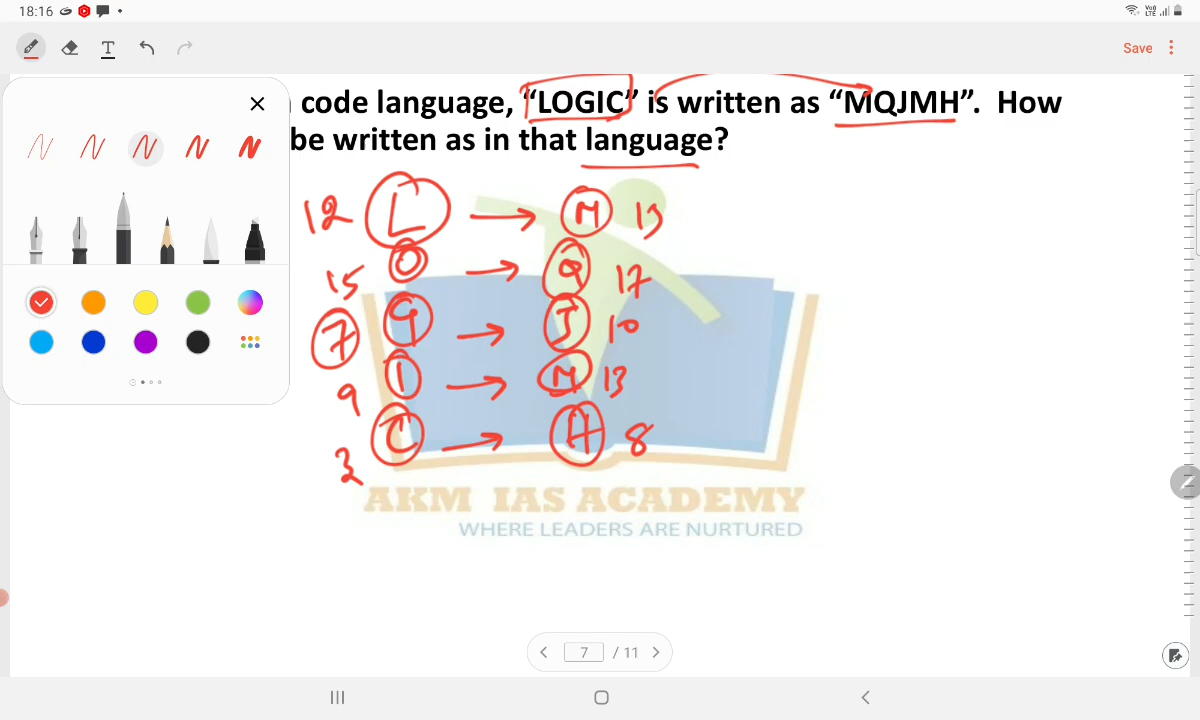 18:16
Save
code language, “LOGIC” is written as “MQJMH”. How
be written as in that language?
12 L → M 13
15 O → Q 17
7 G → J 10
9 I → M 13
3 C → H 8
AKM IAS ACADEMY
WHERE LEADERS ARE NURTURED
7 / 11